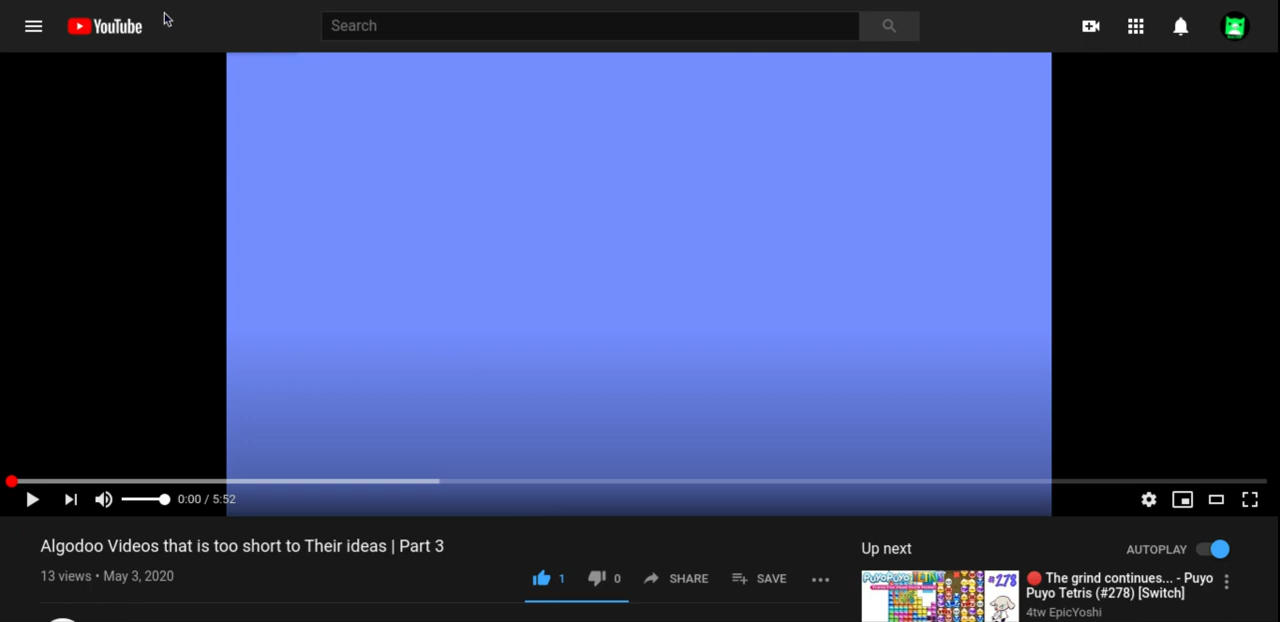 YouTube
Search
0:00 / 5:52
Algodoo Videos that is too short to Their ideas | Part 3
13 views • May 3, 2020
1
0
SHARE
SAVE
Up next
AUTOPLAY
PUYOPUYO TETRIS
#278
🔴 The grind continues... - Puyo
Puyo Tetris (#278) [Switch]
4tw EpicYoshi